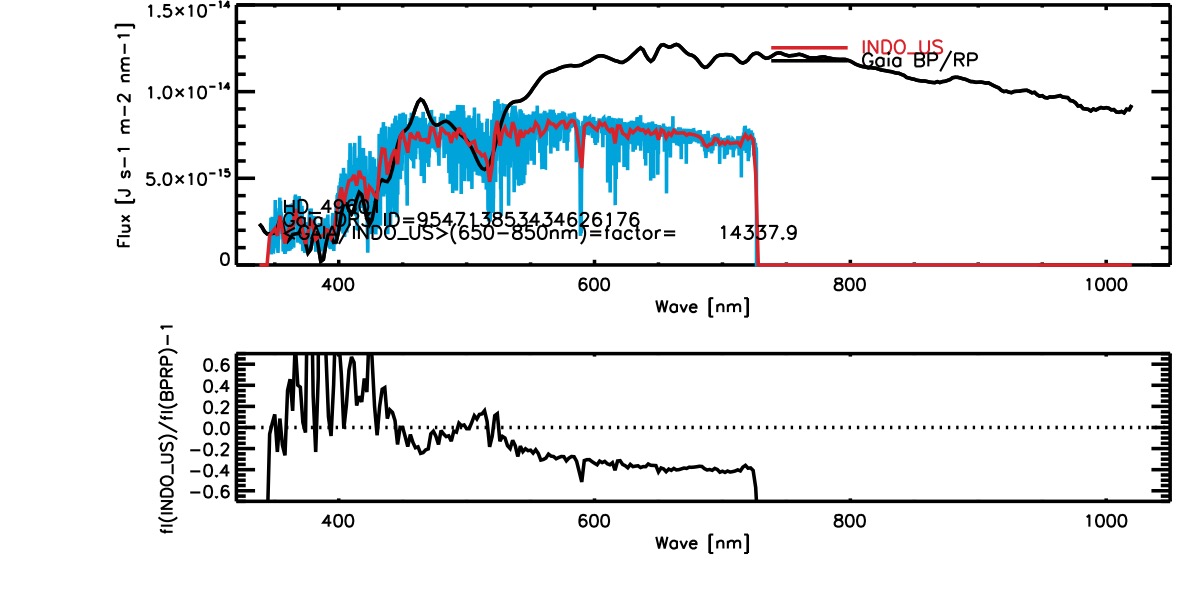 1.5×10⁻¹⁴
INDO_US
Gaia BP/RP
1.0×10⁻¹⁴
5.0×10⁻¹⁵
Flux [J s−1 m−2 nm−1]
Gaia DR3 ID=954713853434626176
<GAIA/INDO_US>(650−850nm)=factor= 14337.9
0
400 600 800 1000
Wave [nm]
fl(INDO_US)/fl(BPRP)−1
0.6
0.4
0.2
0.0
−0.2
−0.4
−0.6
400 600 800 1000
Wave [nm]